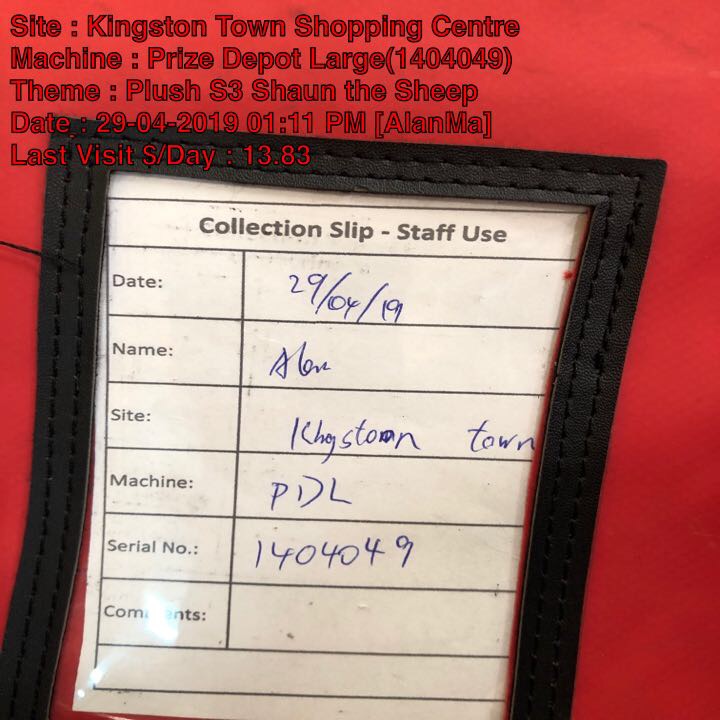 Site : Kingston Town Shopping Centre
Machine : Prize Depot Large(1404049)
Theme : Plush S3 Shaun the Sheep
Date : 29-04-2019 01:11 PM [AlanMa]
Last Visit $/Day : 13.83
Collection Slip - Staff Use
Date: 29/04/19
Name: Alan
Site: Kingstown town
Machine: PDL
Serial No.: 1404049
Comments: